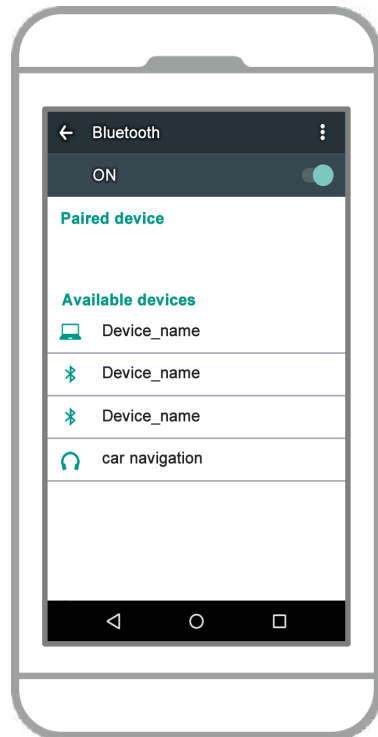 Bluetooth
ON
Paired device
Available devices
Device_name
Device_name
Device_name
car navigation